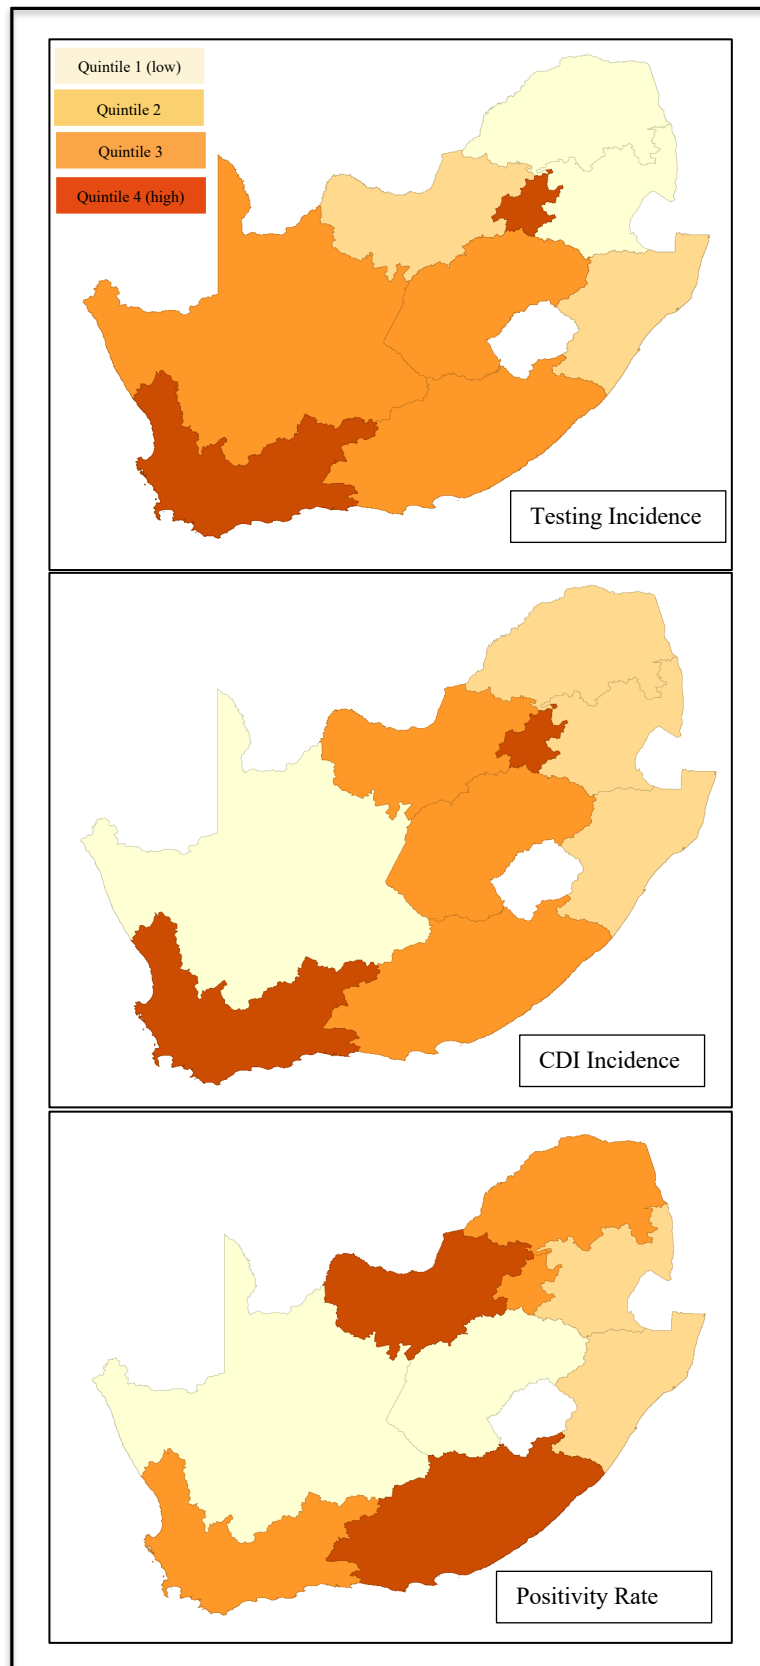 Quintile 1 (low)
Quintile 2
Quintile 3
Quintile 4 (high)
Testing Incidence
CDI Incidence
Positivity Rate